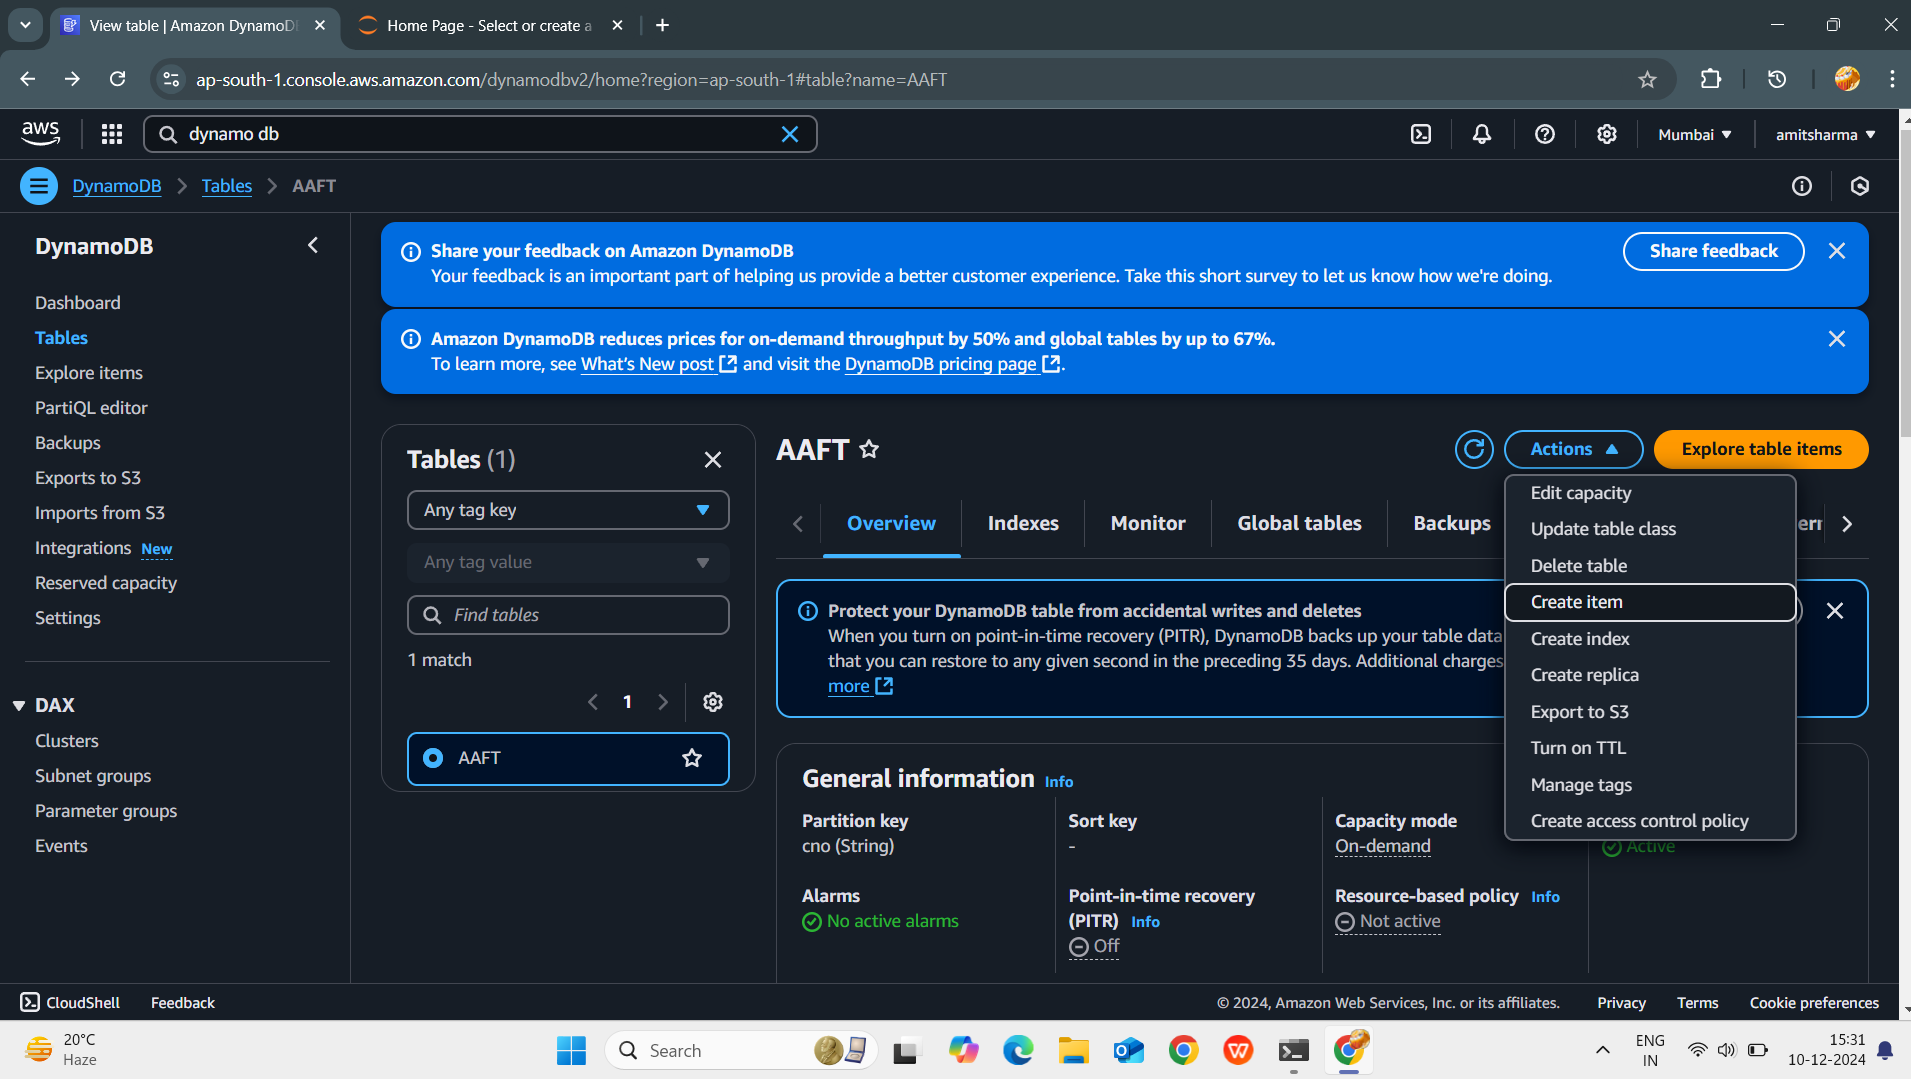 View table | Amazon DynamoDB
Home Page - Select or create a
ap-south-1.console.aws.amazon.com/dynamodbv2/home?region=ap-south-1#table?name=AAFT
aws
dynamo db
Mumbai
amitsharma
DynamoDB
Tables
AAFT
DynamoDB
Dashboard
Tables
Explore items
PartiQL editor
Backups
Exports to S3
Imports from S3
Integrations New
Reserved capacity
Settings
DAX
Clusters
Subnet groups
Parameter groups
Events
Share your feedback on Amazon DynamoDB
Your feedback is an important part of helping us provide a better customer experience. Take this short survey to let us know how we're doing.
Share feedback
Amazon DynamoDB reduces prices for on-demand throughput by 50% and global tables by up to 67%.
To learn more, see What's New post and visit the DynamoDB pricing page.
Tables (1)
Any tag key
Any tag value
Find tables
1 match
1
AAFT
AAFT
Actions
Explore table items
Overview
Indexes
Monitor
Global tables
Backups
Edit capacity
Update table class
Delete table
Create item
Create index
Create replica
Export to S3
Turn on TTL
Manage tags
Create access control policy
Protect your DynamoDB table from accidental writes and deletes
When you turn on point-in-time recovery (PITR), DynamoDB backs up your table data
that you can restore to any given second in the preceding 35 days. Additional charges
more
General information Info
Partition key
cno (String)
Sort key
-
Capacity mode
On-demand
Active
Alarms
No active alarms
Point-in-time recovery
(PITR) Info
Off
Resource-based policy Info
Not active
CloudShell
Feedback
© 2024, Amazon Web Services, Inc. or its affiliates.
Privacy
Terms
Cookie preferences
20°C
Haze
Search
ENG
IN
15:31
10-12-2024